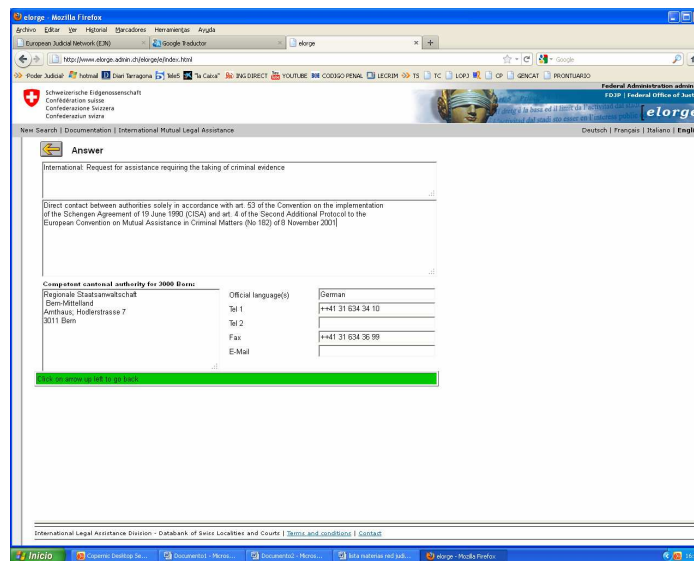 elorge - Mozilla Firefox
Archivo Editar Ver Historial Marcadores Herramientas Ayuda
European Judicial Network (EJN) Google Traductor elorge
http://www.elorge.admin.ch/elorge/e/index.html Google
Poder Judicial hotmail Diari Tarragona Tele5 "la Caixa" ING DIRECT YOUTUBE CODIGO PENAL LECRIM TS TC LOPJ CP GENCAT PRONTUARIO
Federal Administration admin
Schweizerische Eidgenossenschaft
FDJP | Federal Office of Just
Confédération suisse
Confederazione Svizzera
Confederaziun svizra
elorge
New Search | Documentation | International Mutual Legal Assistance Deutsch | Français | Italiano | Engl
Answer
International: Request for assistance requiring the taking of criminal evidence
Direct contact between authorities solely in accordance with art. 53 of the Convention on the implementation
of the Schengen Agreement of 19 June 1990 (CISA) and art. 4 of the Second Additional Protocol to the
European Convention on Mutual Assistance in Criminal Matters (No 182) of 8 November 2001
Competent cantonal authority for 3000 Bern:
Regionale Staatsanwaltschaft
Bern-Mittelland
Amthaus, Hodlerstrasse 7
3011 Bern
Official language(s) German
Tel 1 ++41 31 634 34 10
Tel 2
Fax ++41 31 634 36 99
E-Mail
Click on arrow up left to go back
International Legal Assistance Division - Databank of Swiss Localities and Courts | Terms and conditions | Contact
Inicio Copernic Desktop Se... Documento1 - Micros... Documento2 - Micros... lista materias red judi... elorge - Mozilla Firefox 16: